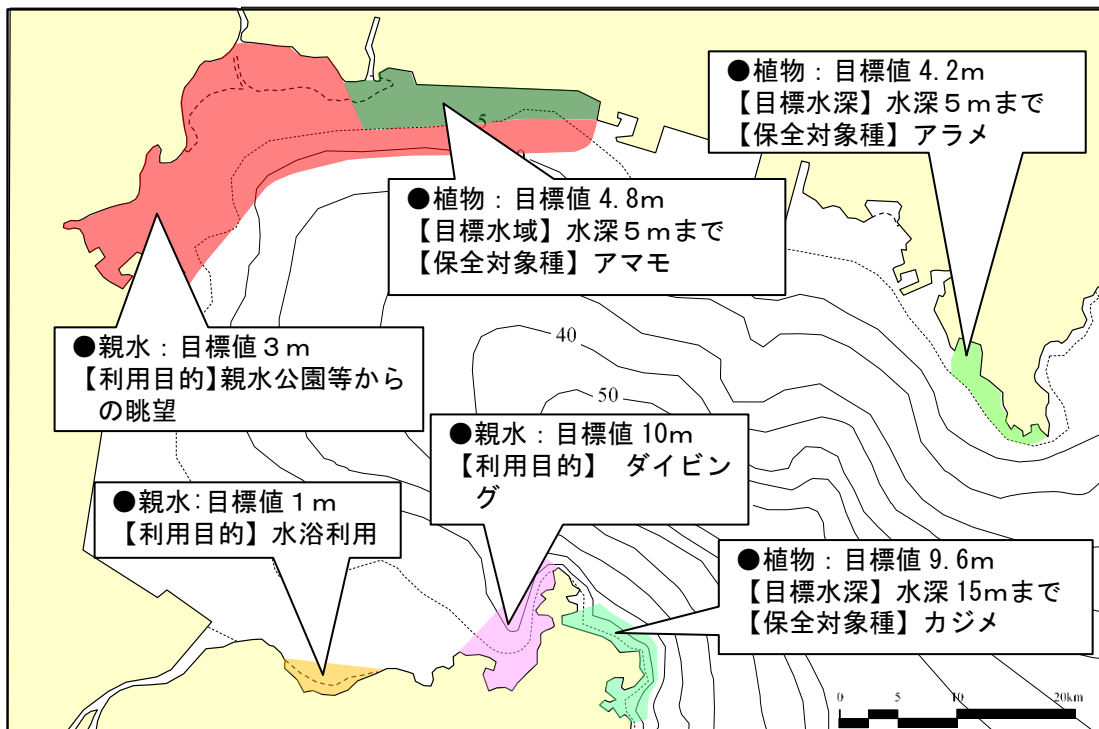 ●植物：目標値 4.2m
【目標水深】水深５ｍまで
【保全対象種】アラメ
●植物：目標値 4.8m
【目標水域】水深５ｍまで
【保全対象種】アマモ
●親水：目標値３ｍ
【利用目的】親水公園等から
の眺望
●親水：目標値 10ｍ
【利用目的】　ダイビン
グ
●親水：目標値１ｍ
【利用目的】水浴利用
●植物：目標値 9.6m
【目標水深】水深 15ｍまで
【保全対象種】カジメ
5
40
50
0 5 10 20km